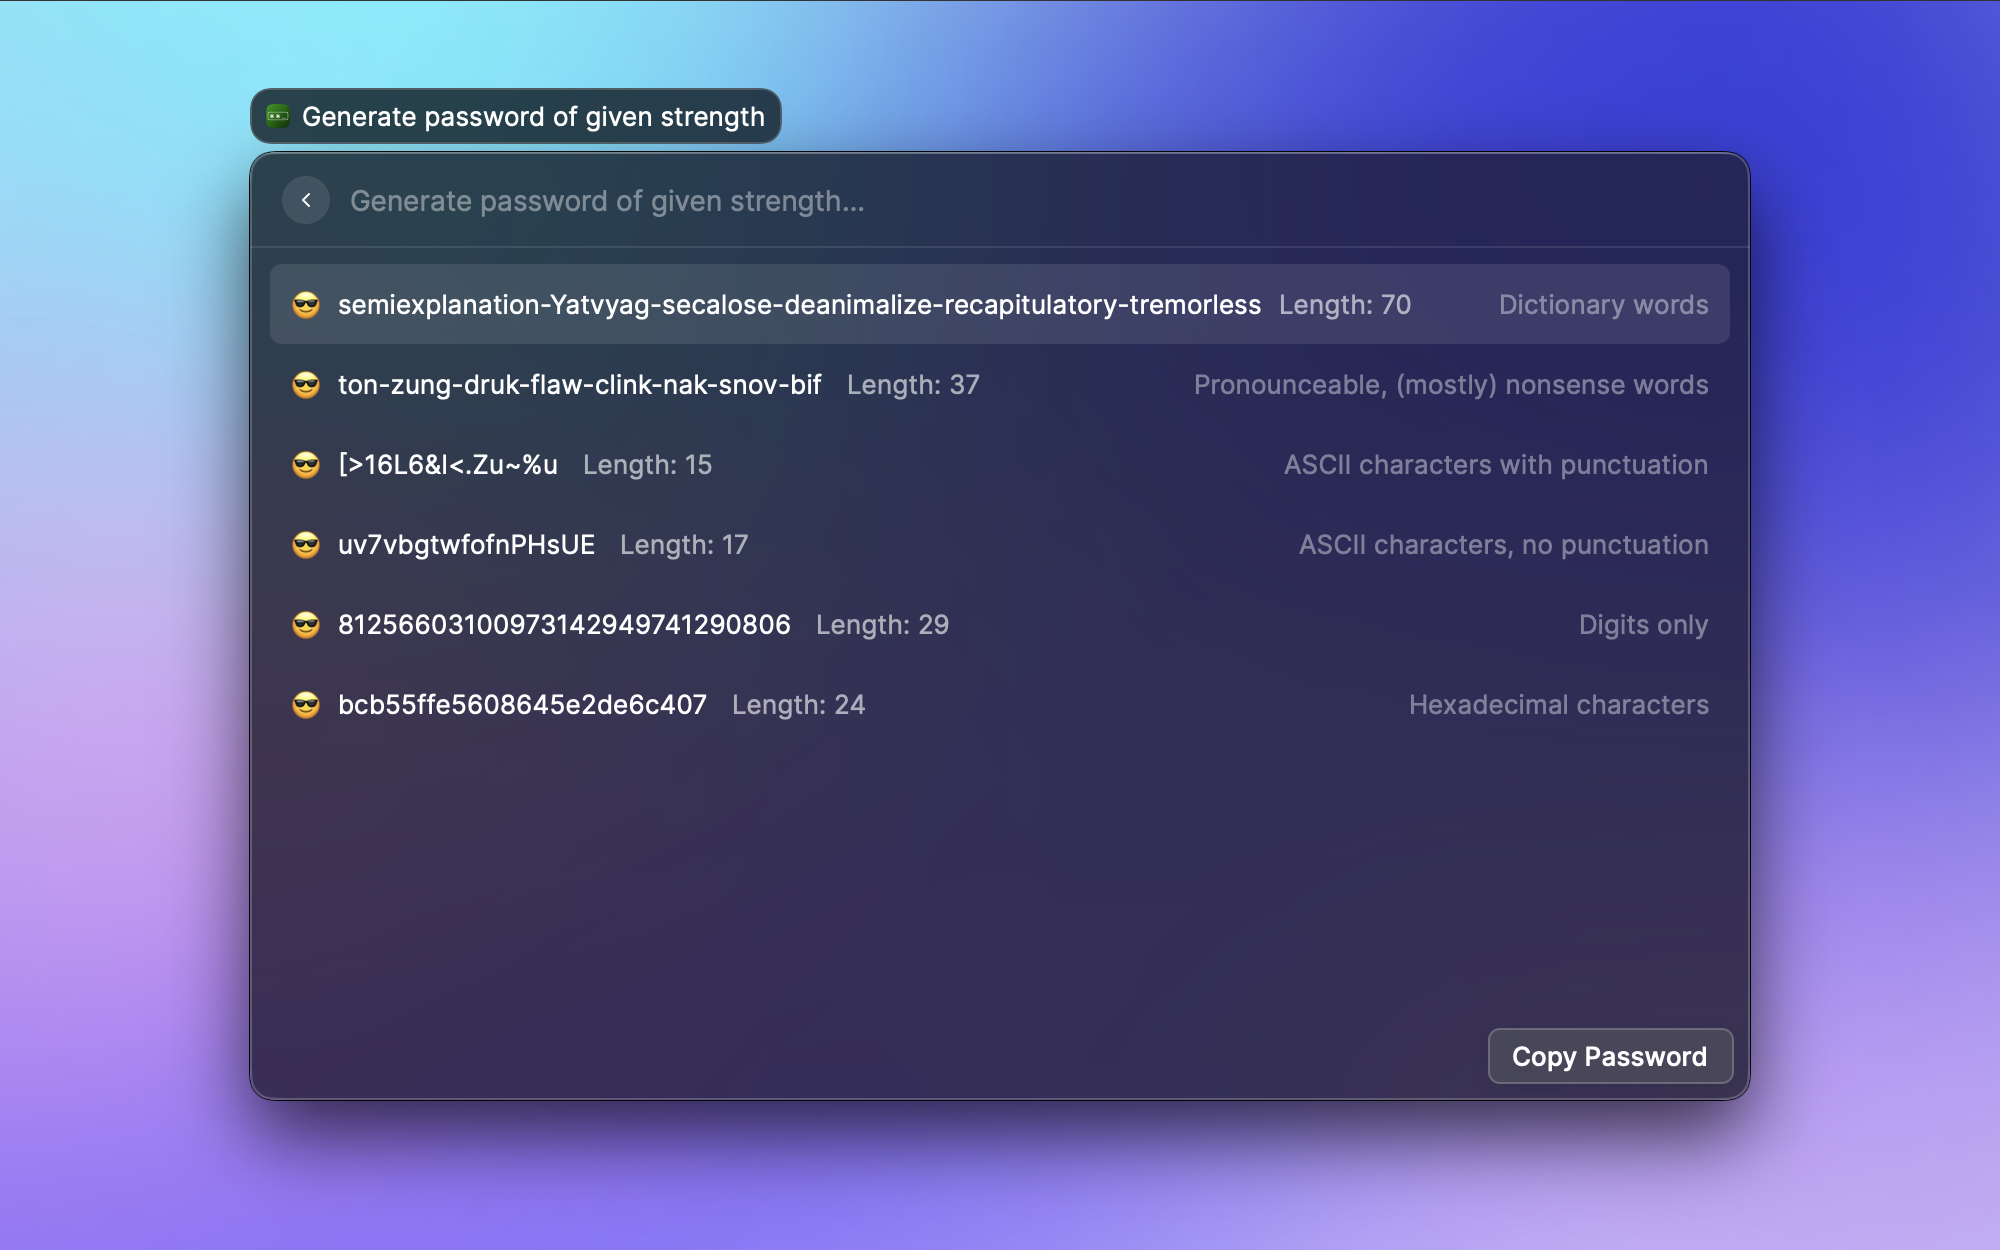 Generate password of given strength
Generate password of given strength...
semiexplanation-Yatvyag-secalose-deanimalize-recapitulatory-tremorless Length: 70 Dictionary words
ton-zung-druk-flaw-clink-nak-snov-bif Length: 37 Pronounceable, (mostly) nonsense words
[>16L6&l<.Zu~%u Length: 15 ASCII characters with punctuation
uv7vbgtwfofnPHsUE Length: 17 ASCII characters, no punctuation
81256603100973142949741290806 Length: 29 Digits only
bcb55ffe5608645e2de6c407 Length: 24 Hexadecimal characters
Copy Password